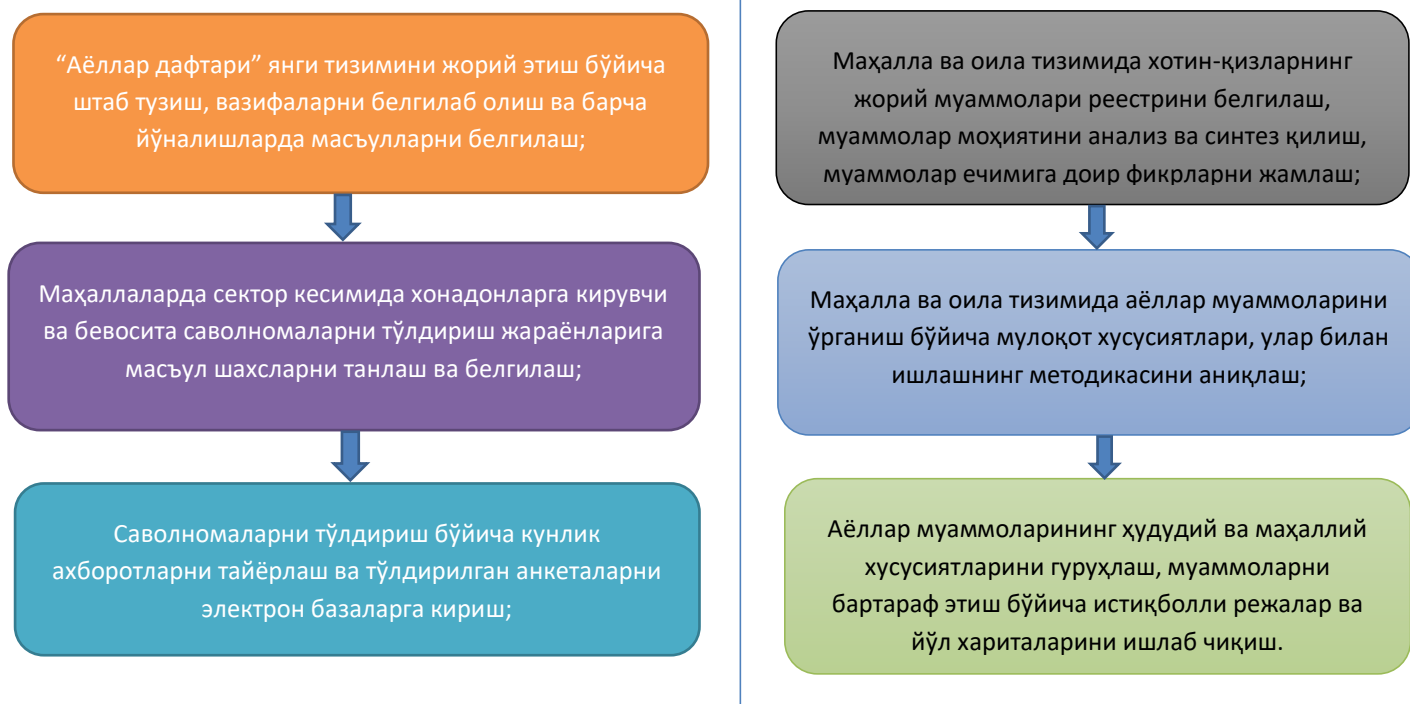 “Аёллар дафтари” янги тизимини жорий этиш бўйича
штаб тузиш, вазифаларни белгилаб олиш ва барча
йўналишларда масъулларни белгилаш;
Маҳаллаларда сектор кесимида хонадонларга кирувчи
ва бевосита саволномаларни тўлдириш жараёнларига
масъул шахсларни танлаш ва белгилаш;
Саволномаларни тўлдириш бўйича кунлик
ахборотларни тайёрлаш ва тўлдирилган анкеталарни
электрон базаларга кириш;
Маҳалла ва оила тизимида хотин-қизларнинг
жорий муаммолари реестрини белгилаш,
муаммолар моҳиятини анализ ва синтез қилиш,
муаммолар ечимига доир фикрларни жамлаш;
Маҳалла ва оила тизимида аёллар муаммоларини
ўрганиш бўйича мулоқот хусусиятлари, улар билан
ишлашнинг методикасини аниқлаш;
Аёллар муаммоларининг ҳудудий ва маҳаллий
хусусиятларини гуруҳлаш, муаммоларни
бартараф этиш бўйича истиқболли режалар ва
йўл хариталарини ишлаб чиқиш.